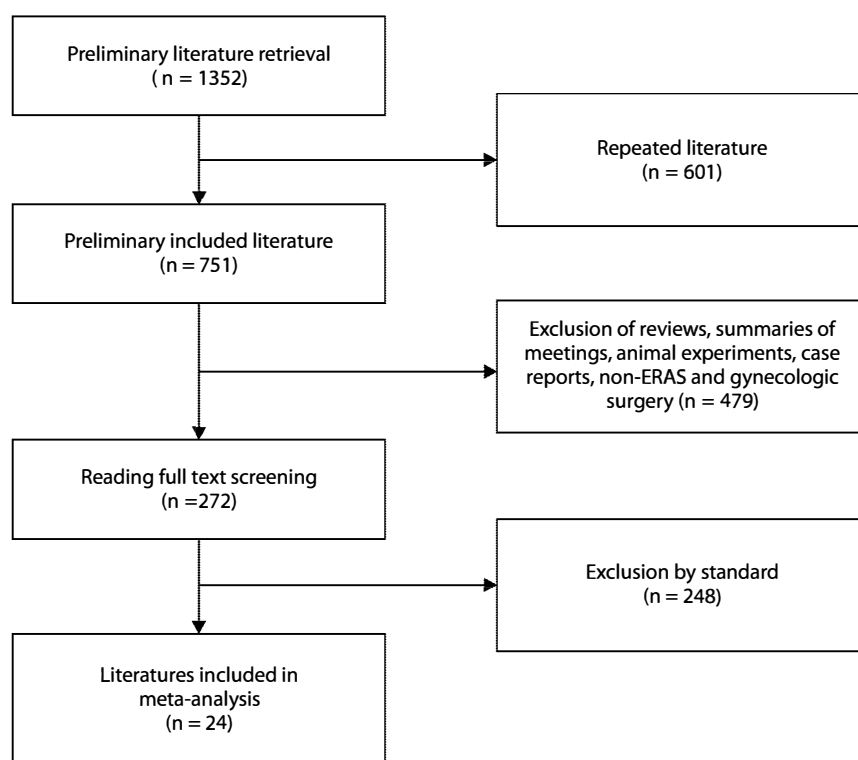 Preliminary literature retrieval
( n = 1352)
Repeated literature
(n = 601)
Preliminary included literature
(n = 751)
Exclusion of reviews, summaries of
meetings, animal experiments, case
reports, non-ERAS and gynecologic
surgery (n = 479)
Reading full text screening
(n =272)
Exclusion by standard
(n = 248)
Literatures included in
meta-analysis
(n = 24)